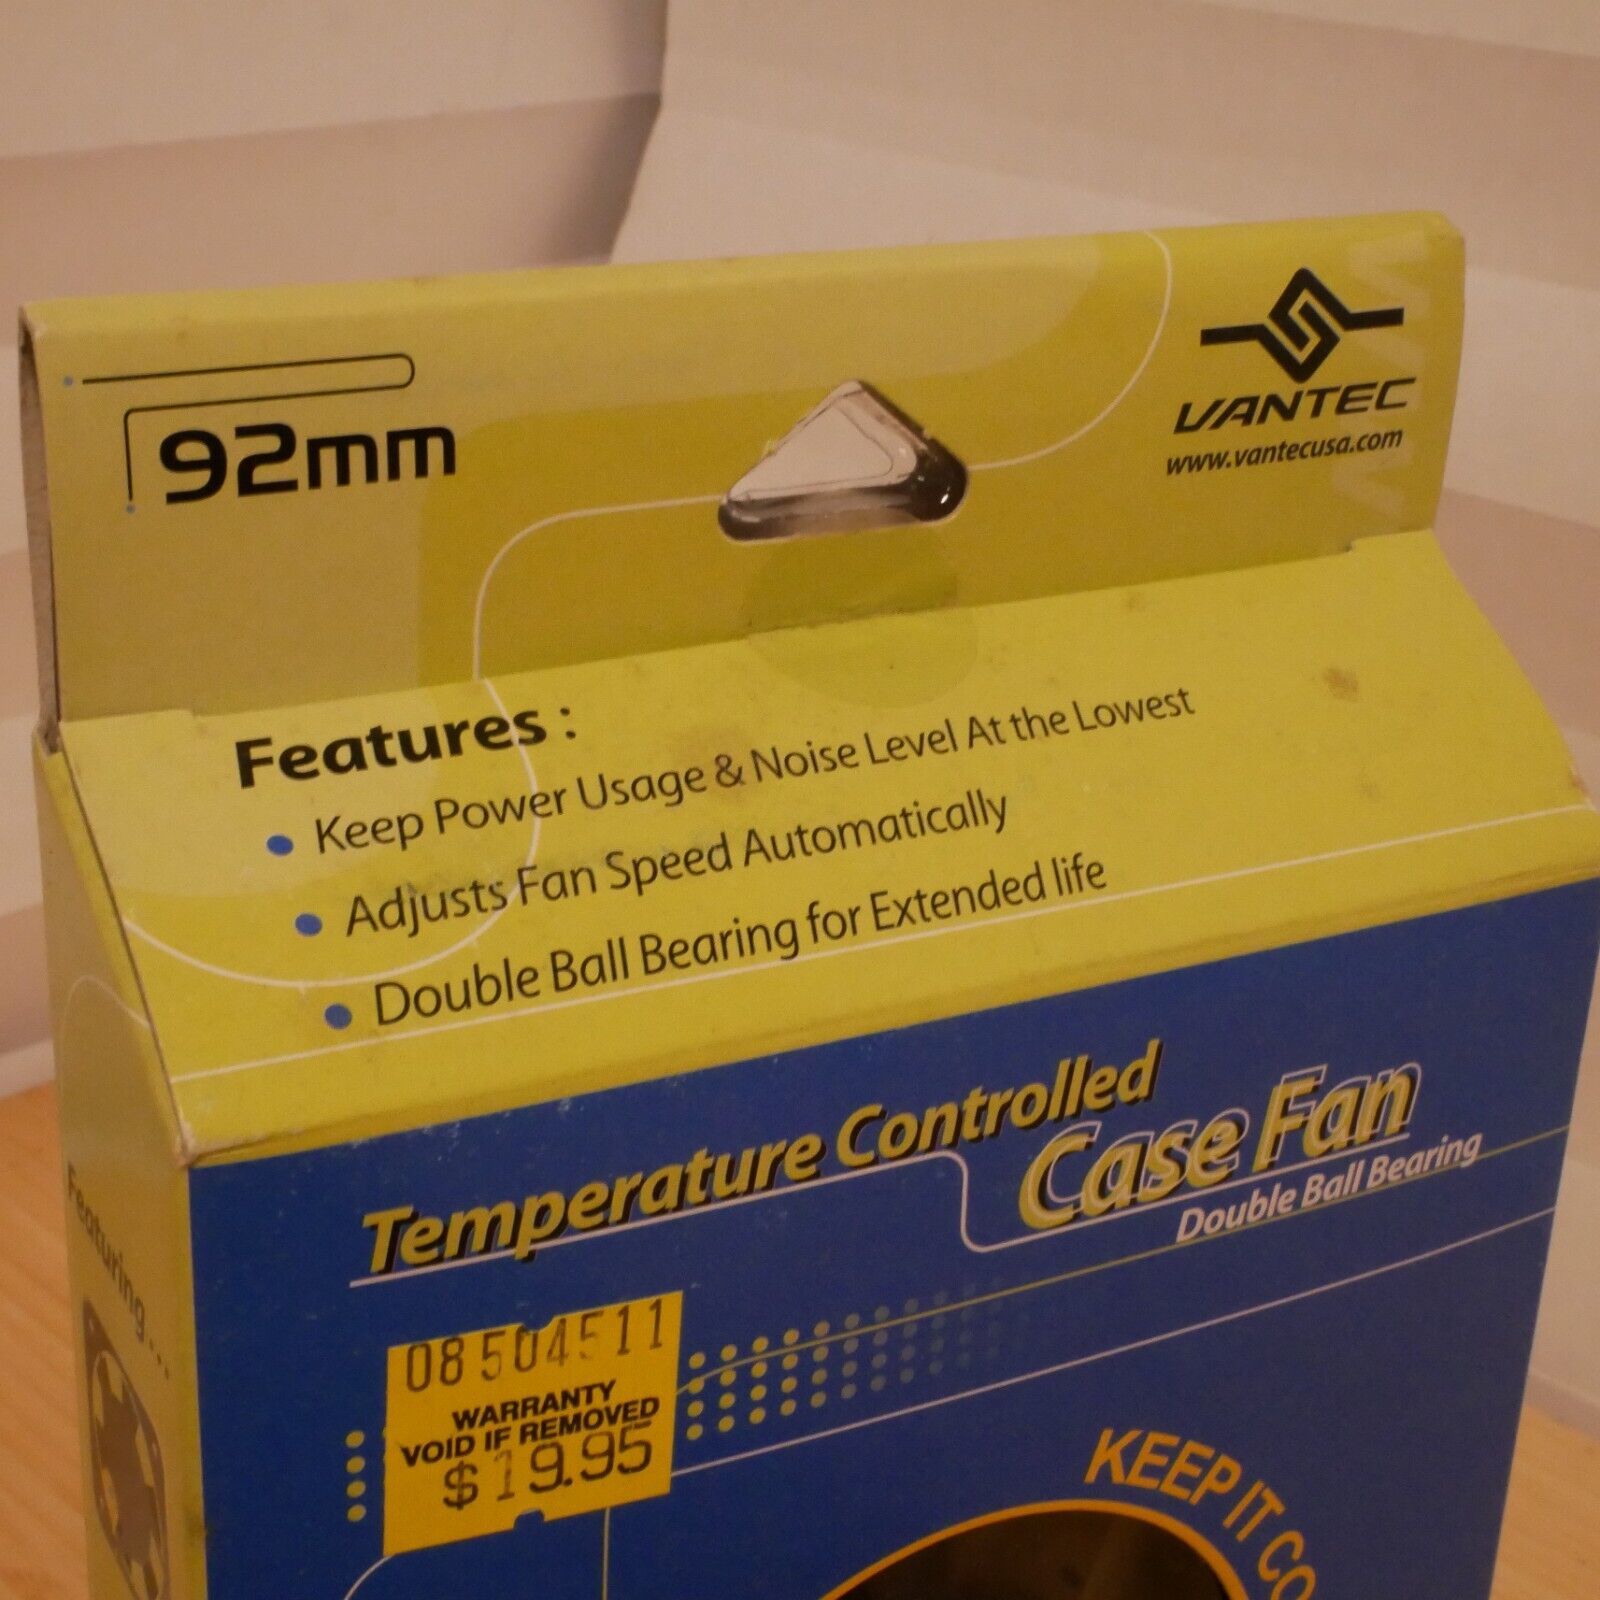 92mm
VANTEC
www.vantecusa.com
Features :
• Keep Power Usage & Noise Level At the Lowest
• Adjusts Fan Speed Automatically
• Double Ball Bearing for Extended life
Temperature Controlled
Case Fan
Double Ball Bearing
Featuring...
08504511
WARRANTY
VOID IF REMOVED
$19.95
KEEP IT CO